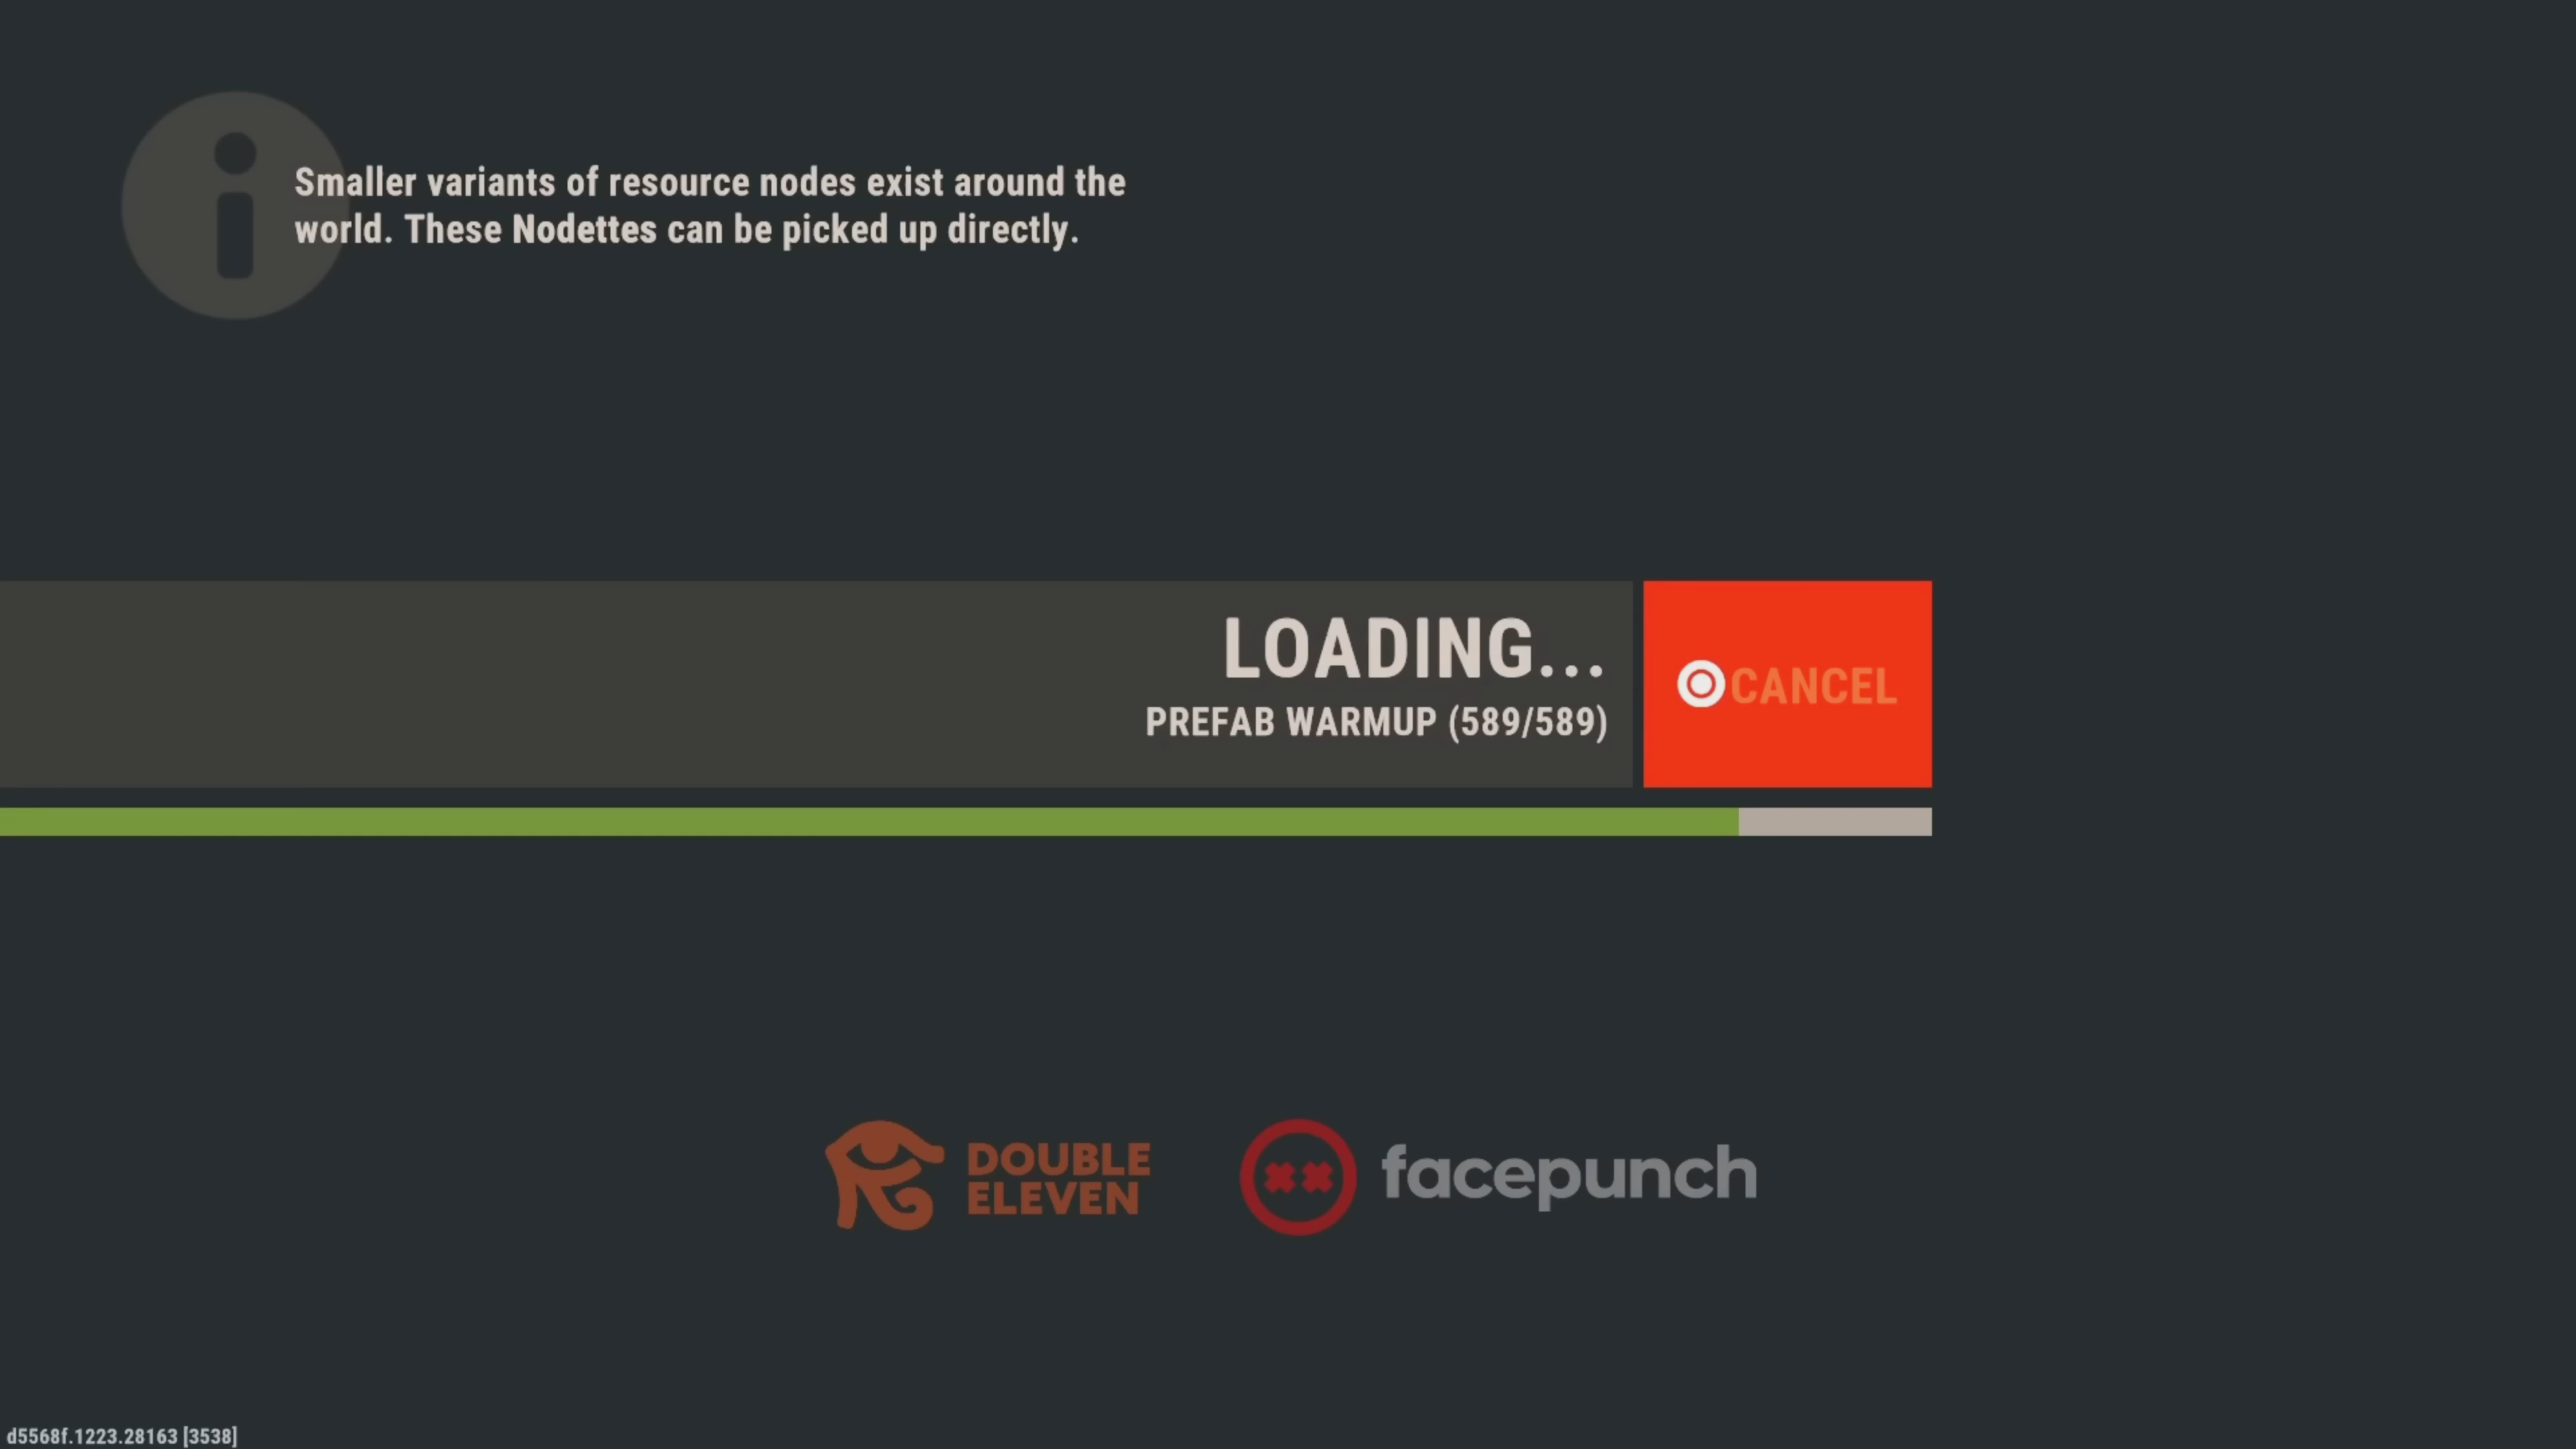 Smaller variants of resource nodes exist around the
world. These Nodettes can be picked up directly.
LOADING...
PREFAB WARMUP (589/589)
CANCEL
DOUBLE
ELEVEN
facepunch
d5568f.1223.28163 [3538]